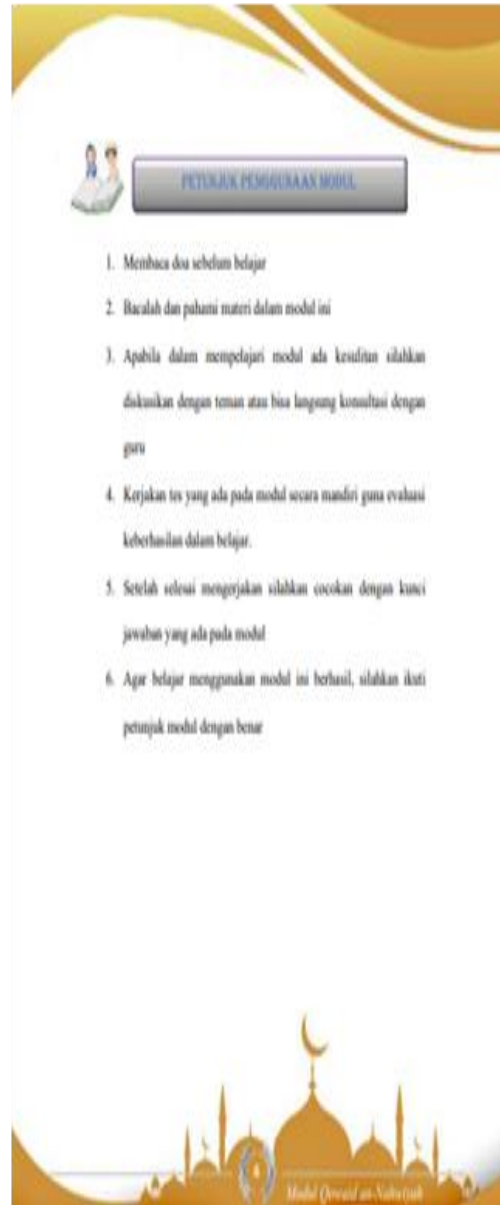 PETUNJUK PENGGUNAAN MODUL
1. Membaca doa sebelum belajar
2. Bacalah dan pahami materi dalam modul ini
3. Apabila dalam mempelajari modul ada kesulitan silahkan
diskusikan dengan teman atau bisa langsung konsultasi dengan
guru
4. Kerjakan tes yang ada pada modul secara mandiri guna evaluasi
keberhasilan dalam belajar.
5. Setelah selesai mengerjakan silahkan cocokan dengan kunci
jawaban yang ada pada modul
6. Agar belajar menggunakan modul ini berhasil, silahkan ikuti
petunjuk modul dengan benar
Modul Qowaid an-Nahwiyah